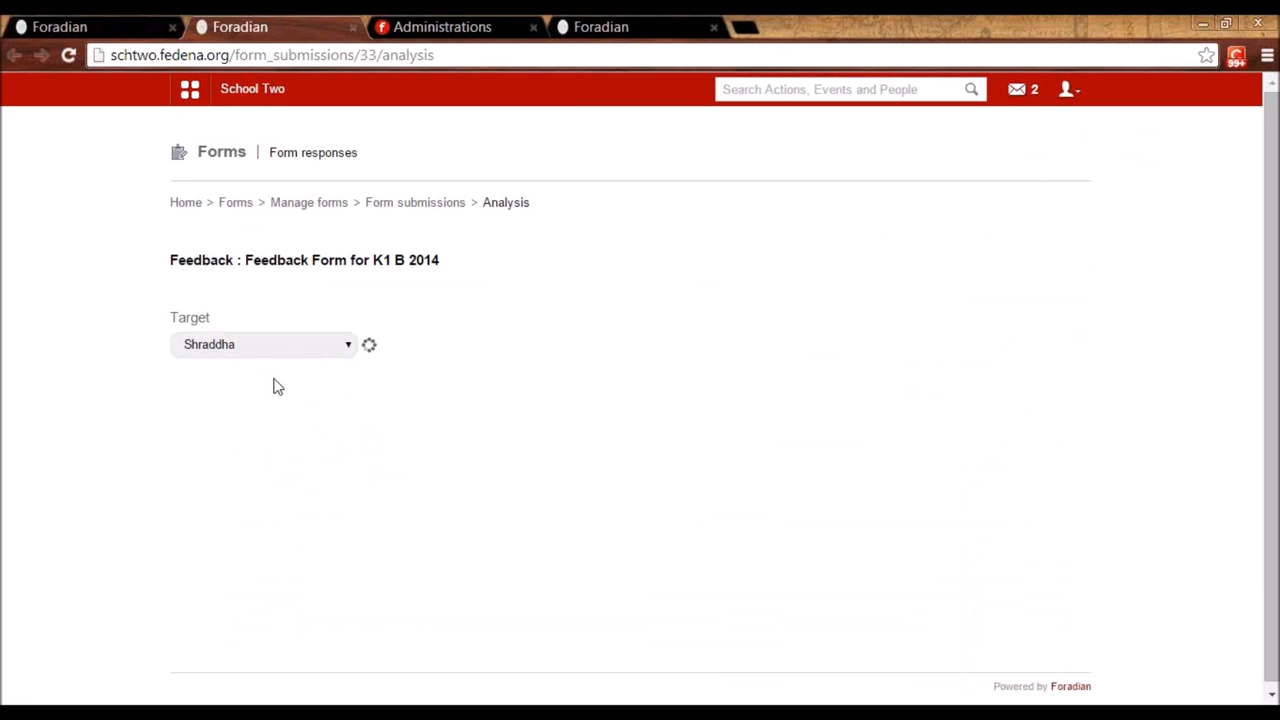 Foradian
Foradian
Administrations
Foradian
schtwo.fedena.org/form_submissions/33/analysis
99+
School Two
Search Actions, Events and People
2
Forms | Form responses
Home > Forms > Manage forms > Form submissions > Analysis
Feedback : Feedback Form for K1 B 2014
Target
Shraddha
Powered by Foradian